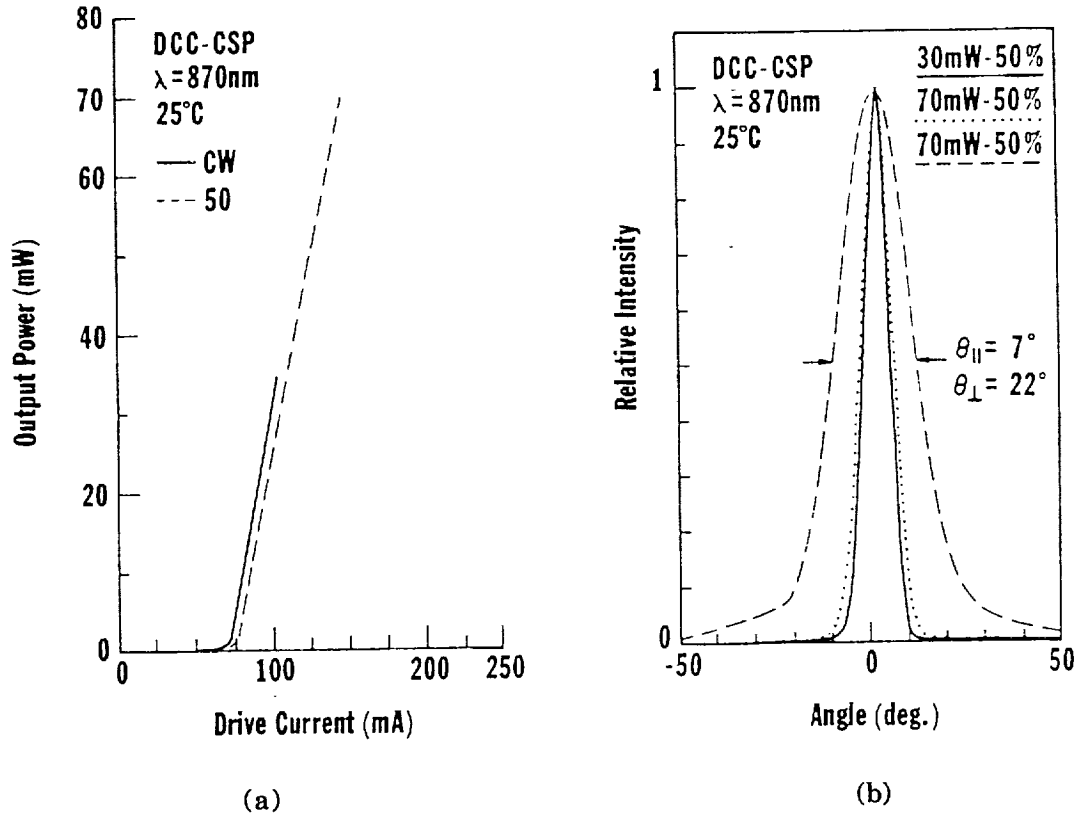 80
70
60
40
20
0
Output Power (mW)
DCC-CSP
λ=870nm
25°C
CW
50
0
100
200
250
Drive Current (mA)
(a)
1
0
Relative Intensity
DCC-CSP
λ=870nm
25°C
30mW-50%
70mW-50%
70mW-50%
θ|| = 7°
θ⊥ = 22°
-50
0
50
Angle (deg.)
(b)